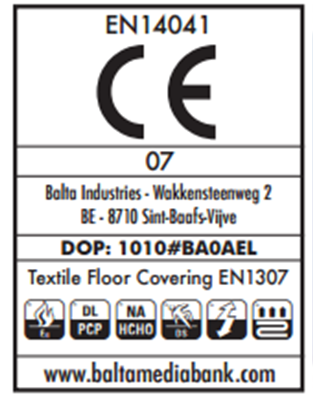 EN14041
CE
07
Balta Industries - Wakkensteenweg 2
BE - 8710 Sint-Baafs-Vijve
DOP: 1010#BA0AEL
Textile Floor Covering EN1307
Efl DL PCP NA HCHO DS
www.baltamediabank.com